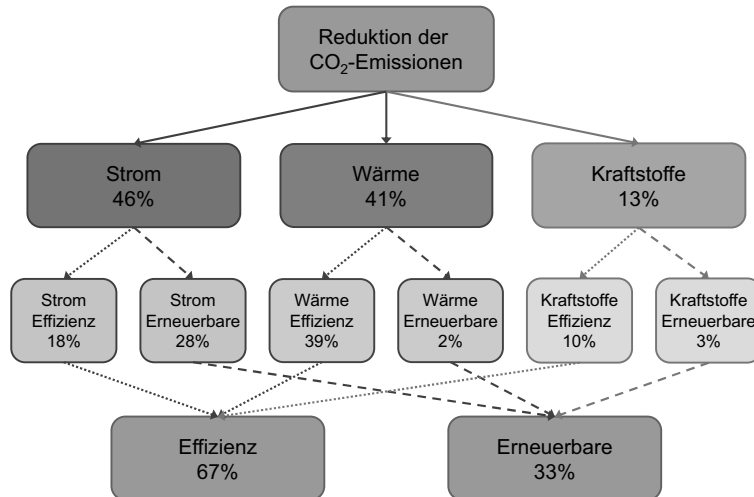 Reduktion der
CO₂-Emissionen
Strom
46%
Wärme
41%
Kraftstoffe
13%
Strom
Effizienz
18%
Strom
Erneuerbare
28%
Wärme
Effizienz
39%
Wärme
Erneuerbare
2%
Kraftstoffe
Effizienz
10%
Kraftstoffe
Erneuerbare
3%
Effizienz
67%
Erneuerbare
33%